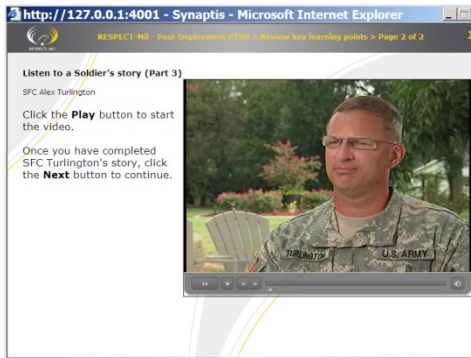 http://127.0.0.1:4001 - Synaptis - Microsoft Internet Explorer
RESPECT-Mil - Post-Deployment PTSD > Review key learning points > Page 2 of 2
RESPECT-MIL
Listen to a Soldier's story (Part 3)
SFC Alex Turlington
Click the Play button to start
the video.
Once you have completed
SFC Turlington's story, click
the Next button to continue.
TURLINGTON
U.S. ARMY